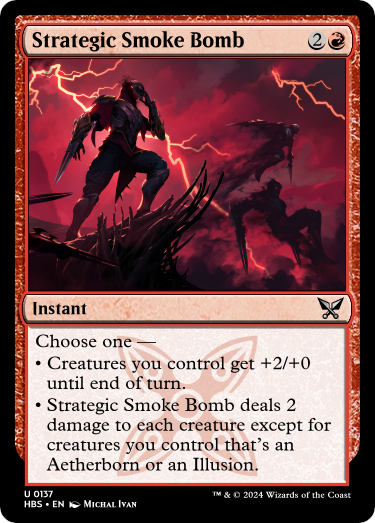 Strategic Smoke Bomb 2
Instant
Choose one —
• Creatures you control get +2/+0
until end of turn.
• Strategic Smoke Bomb deals 2
damage to each creature except for
creatures you control that's an
Aetherborn or an Illusion.
U 0137
HBS • EN Michal Ivan
™ & © 2024 Wizards of the Coast